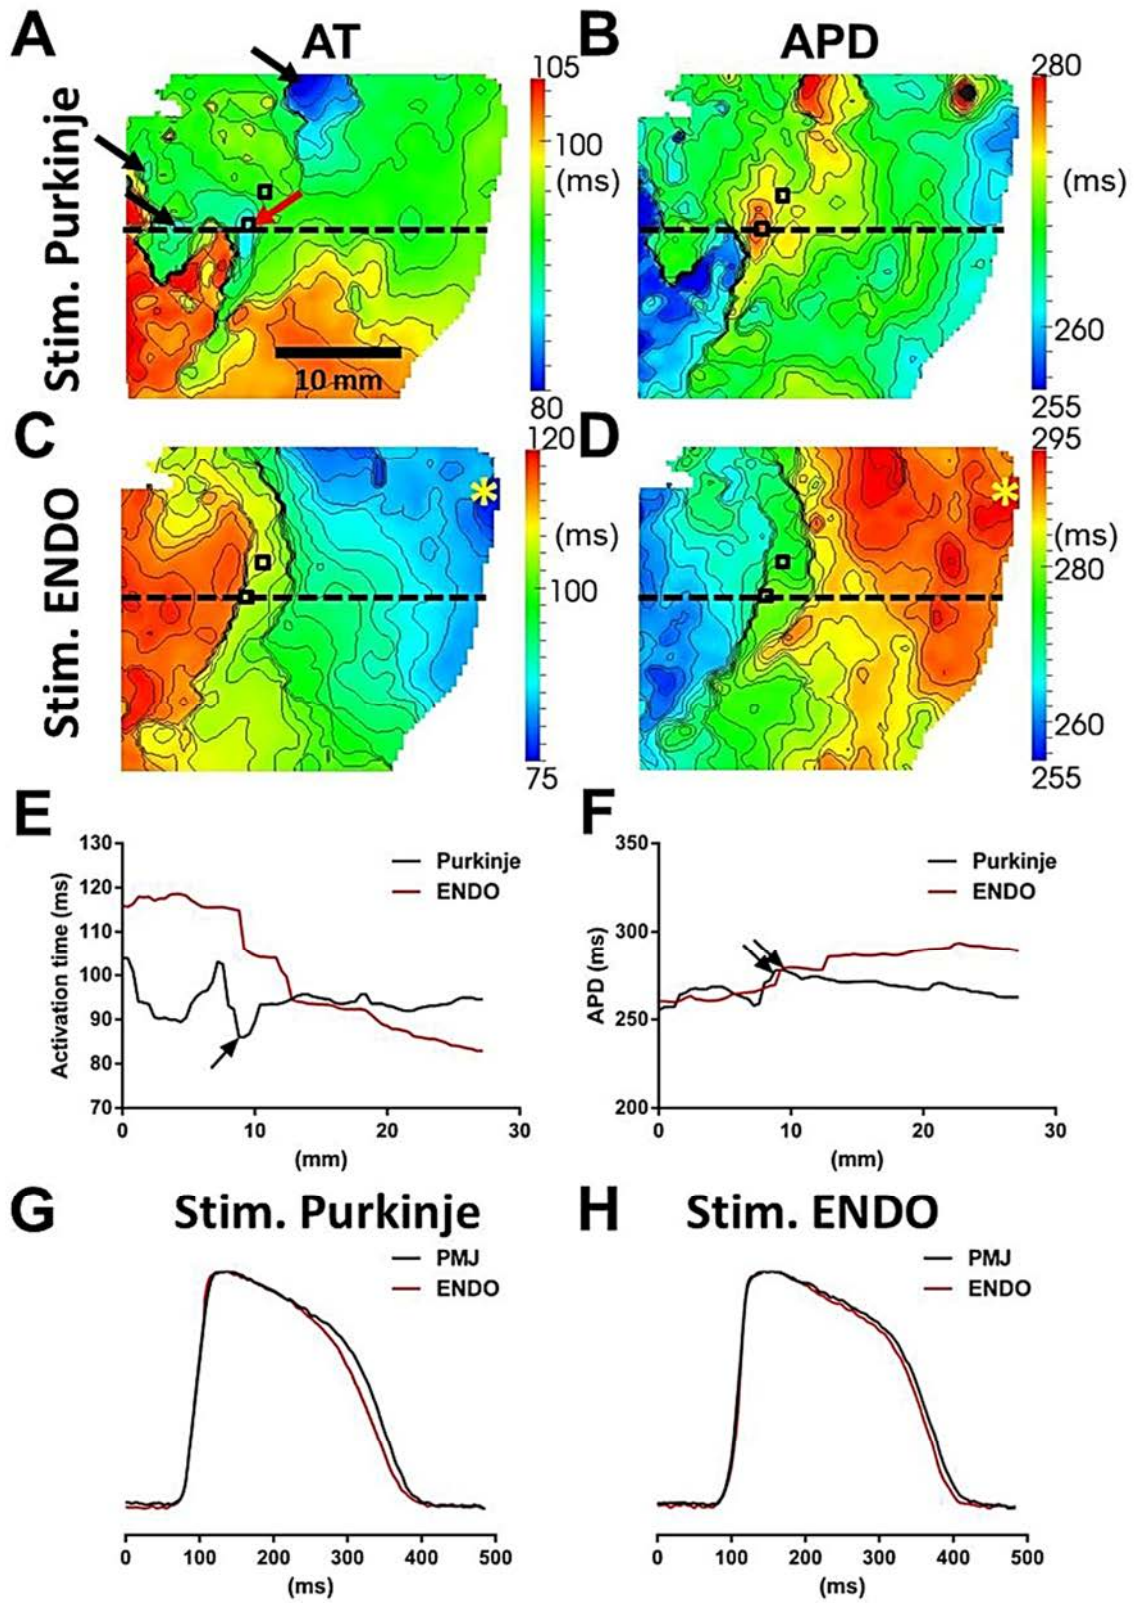 A
AT
B
APD
Stim. Purkinje
105
100
(ms)
80
10 mm
280
(ms)
260
255
C
D
Stim. ENDO
120
(ms)
100
75
*
295
(ms)
280
260
255
*
E
Activation time (ms)
130
120
110
100
90
80
70
Purkinje
ENDO
0 10 20 30
(mm)
F
APD (ms)
350
300
250
200
Purkinje
ENDO
0 10 20 30
(mm)
G
Stim. Purkinje
PMJ
ENDO
0 100 200 300 400 500
(ms)
H
Stim. ENDO
PMJ
ENDO
0 100 200 300 400 500
(ms)